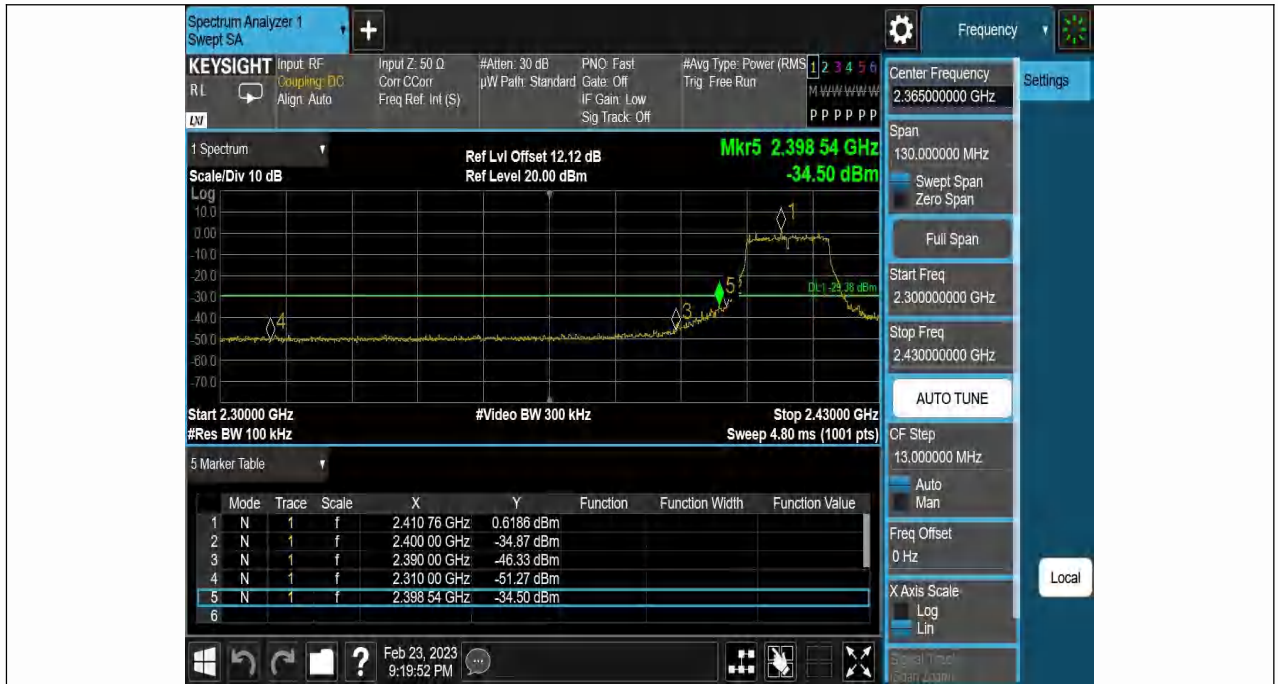 Spectrum Analyzer 1
Swept SA
+
Frequency
KEYSIGHT
RL
LXI
Input: RF
Coupling: DC
Align: Auto
Input Z: 50 Ω
Corr CCorr
Freq Ref: Int (S)
#Atten: 30 dB
µW Path: Standard
PNO: Fast
Gate: Off
IF Gain: Low
Sig Track: Off
#Avg Type: Power (RMS
Trig: Free Run
1 2 3 4 5 6
M W W W W W
P P P P P P
Center Frequency
2.365000000 GHz
Settings
Span
130.000000 MHz
Swept Span
Zero Span
Full Span
Start Freq
2.300000000 GHz
Stop Freq
2.430000000 GHz
AUTO TUNE
CF Step
13.000000 MHz
Auto
Man
Freq Offset
0 Hz
X Axis Scale
Log
Lin
Signal Track
(Span Zoom)
Local
1 Spectrum
Scale/Div 10 dB
Ref Lvl Offset 12.12 dB
Ref Level 20.00 dBm
Mkr5 2.398 54 GHz
-34.50 dBm
Log
10.0
0.00
-10.0
-20.0
-30.0
-40.0
-50.0
-60.0
-70.0
1
5
DL1 -29.38 dBm
3
4
Start 2.30000 GHz
#Video BW 300 kHz
Stop 2.43000 GHz
#Res BW 100 kHz
Sweep 4.80 ms (1001 pts)
5 Marker Table
Mode Trace Scale X Y Function Function Width Function Value
1 N 1 f 2.410 76 GHz 0.6186 dBm
2 N 1 f 2.400 00 GHz -34.87 dBm
3 N 1 f 2.390 00 GHz -46.33 dBm
4 N 1 f 2.310 00 GHz -51.27 dBm
5 N 1 f 2.398 54 GHz -34.50 dBm
6
?
Feb 23, 2023
9:19:52 PM